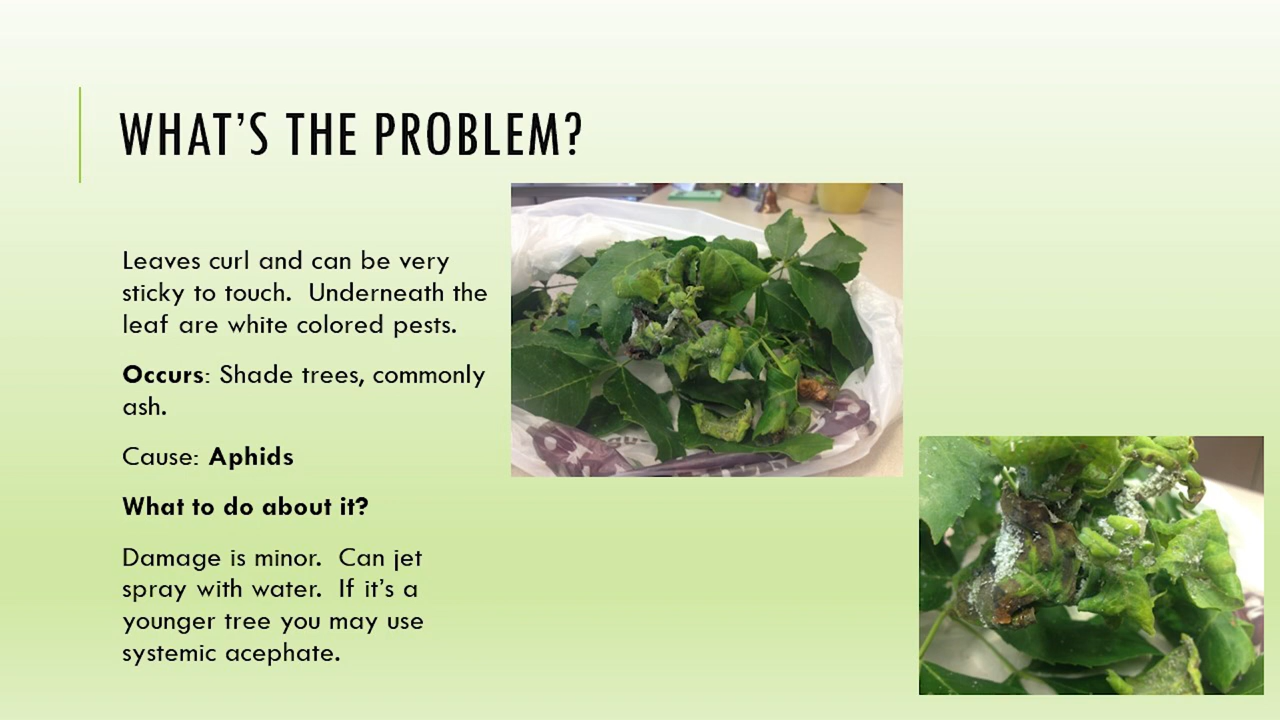 WHAT'S THE PROBLEM?
Leaves curl and can be very
sticky to touch.  Underneath the
leaf are white colored pests.
Occurs: Shade trees, commonly
ash.
Cause: Aphids
What to do about it?
Damage is minor.  Can jet
spray with water.  If it's a
younger tree you may use
systemic acephate.